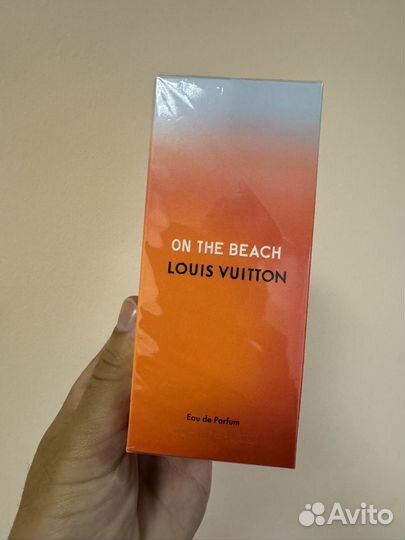 ON THE BEACH
LOUIS VUITTON
Eau de Parfum
Avito